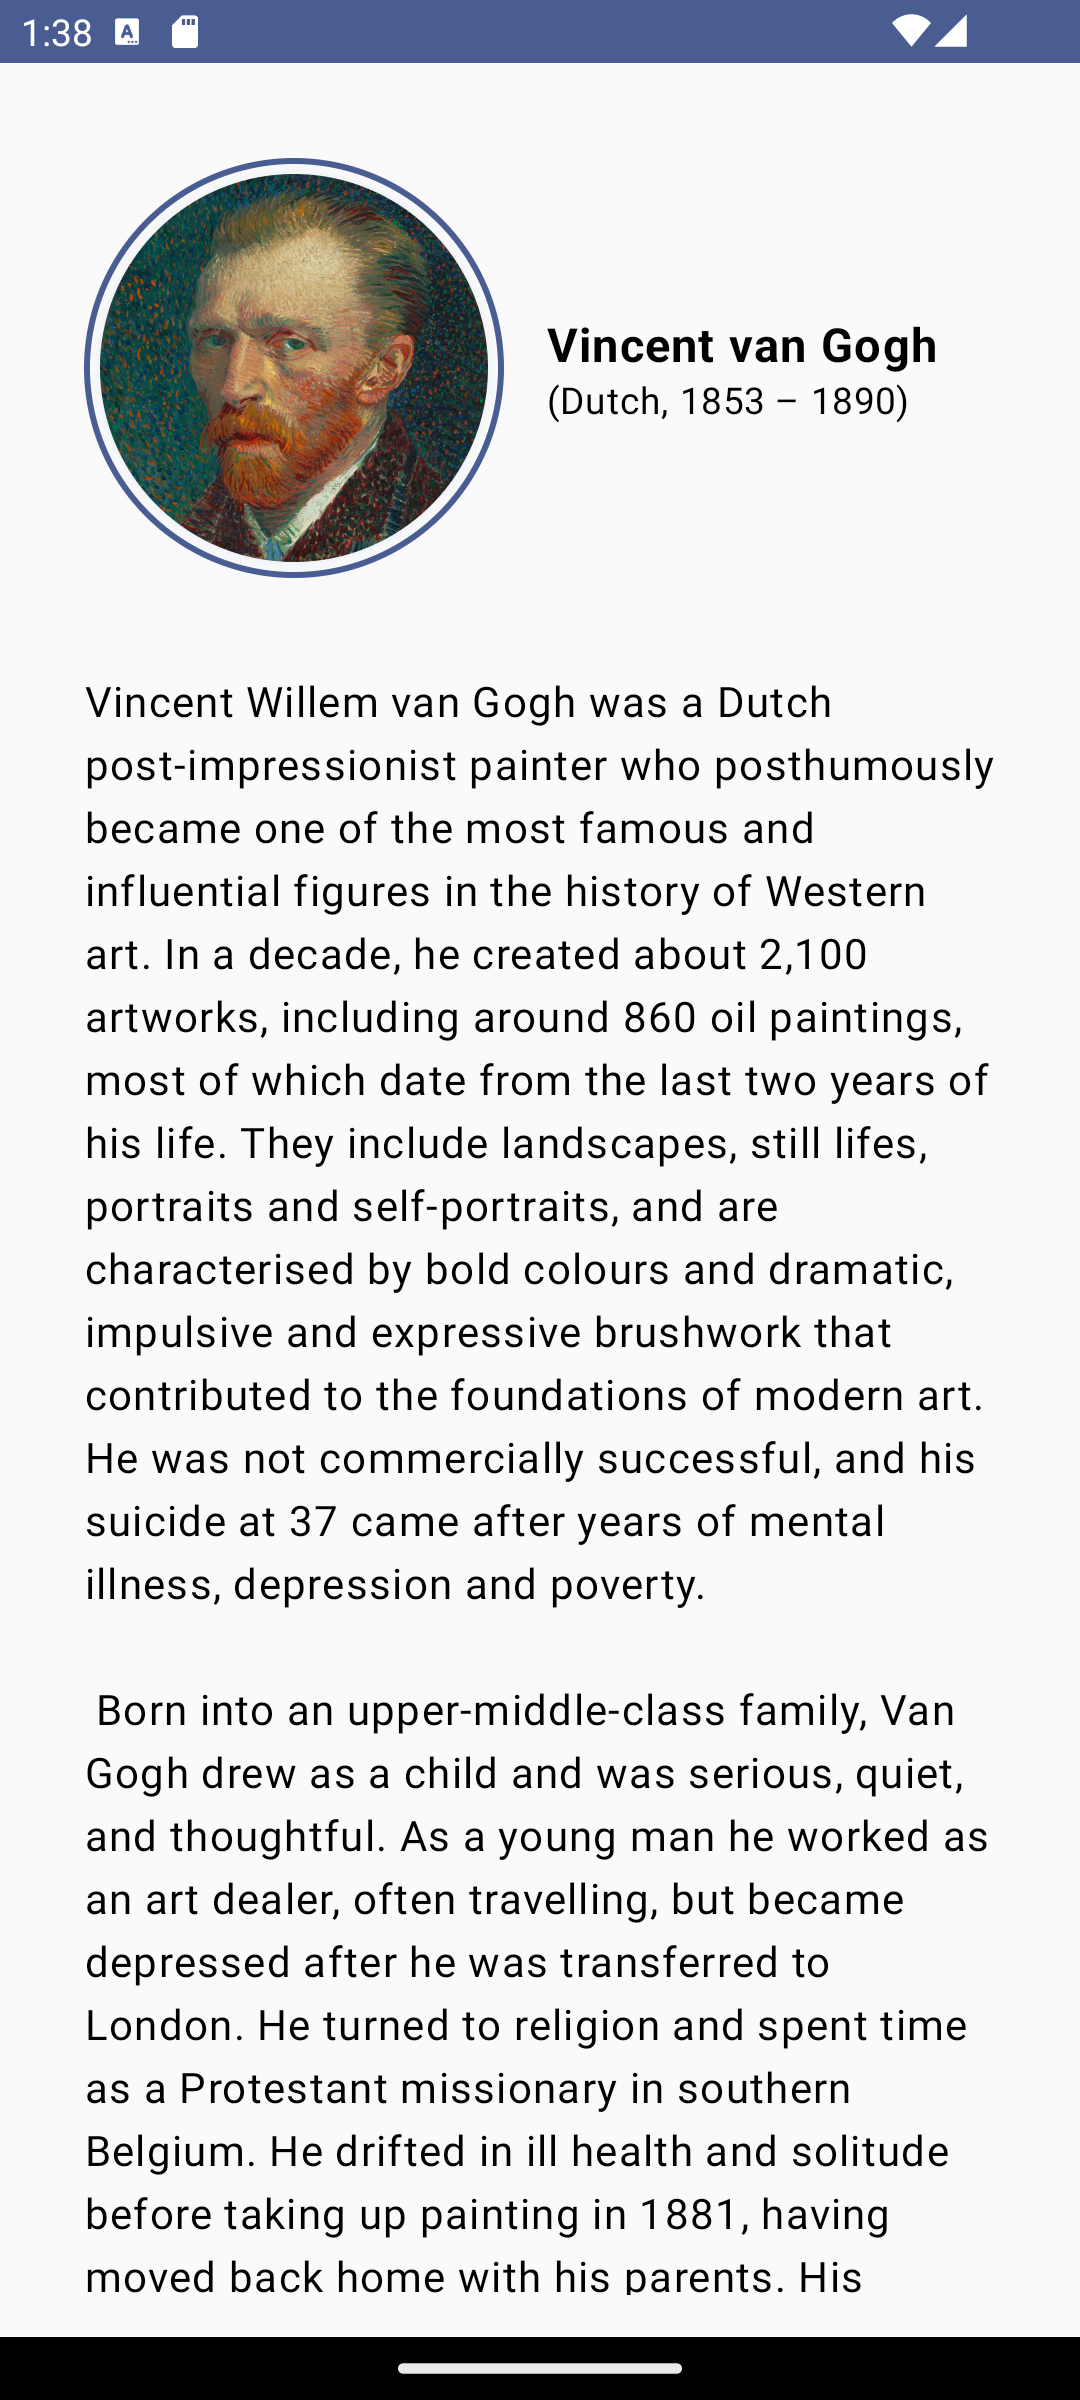 1:38
Vincent van Gogh
(Dutch, 1853 – 1890)
Vincent Willem van Gogh was a Dutch
post-impressionist painter who posthumously
became one of the most famous and
influential figures in the history of Western
art. In a decade, he created about 2,100
artworks, including around 860 oil paintings,
most of which date from the last two years of
his life. They include landscapes, still lifes,
portraits and self-portraits, and are
characterised by bold colours and dramatic,
impulsive and expressive brushwork that
contributed to the foundations of modern art.
He was not commercially successful, and his
suicide at 37 came after years of mental
illness, depression and poverty.
Born into an upper-middle-class family, Van
Gogh drew as a child and was serious, quiet,
and thoughtful. As a young man he worked as
an art dealer, often travelling, but became
depressed after he was transferred to
London. He turned to religion and spent time
as a Protestant missionary in southern
Belgium. He drifted in ill health and solitude
before taking up painting in 1881, having
moved back home with his parents. His